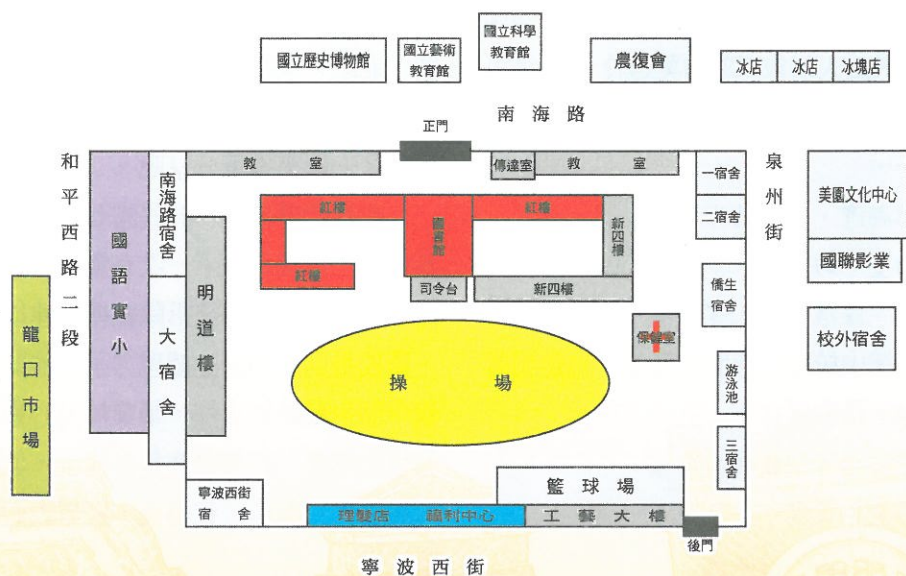 國立歷史博物館
國立藝術
教育館
國立科學
教育館
農復會
冰店
冰店
冰塊店
南海路
正門
和平西路二段
泉州街
國語實小
南海路宿舍
教室
傳達室
教室
一宿舍
二宿舍
美園文化中心
紅樓
圖書館
紅樓
新四樓
紅樓
司令台
新四樓
僑生
宿舍
國聯影業
明道樓
大宿舍
龍口市場
保健室
校外宿舍
操場
游泳池
三宿舍
籃球場
寧波西街
宿舍
理髮店 福利中心
工藝大樓
後門
寧波西街